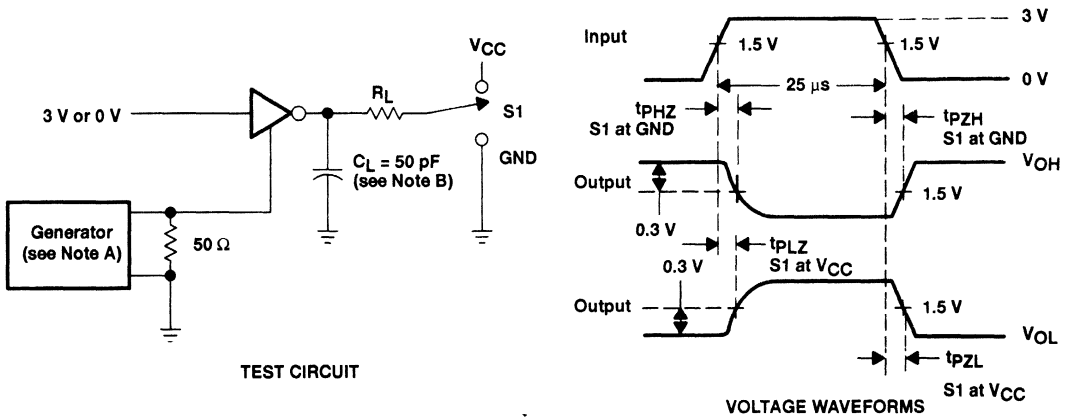 VCC
RL
S1
3 V or 0 V
GND
CL = 50 pF
(see Note B)
Generator
(see Note A)
50 Ω
TEST CIRCUIT
3 V
Input
1.5 V
1.5 V
0 V
25 μs
tPHZ
S1 at GND
tPZH
S1 at GND
VOH
Output
1.5 V
0.3 V
tPLZ
S1 at VCC
0.3 V
Output
1.5 V
VOL
tPZL
S1 at VCC
VOLTAGE WAVEFORMS